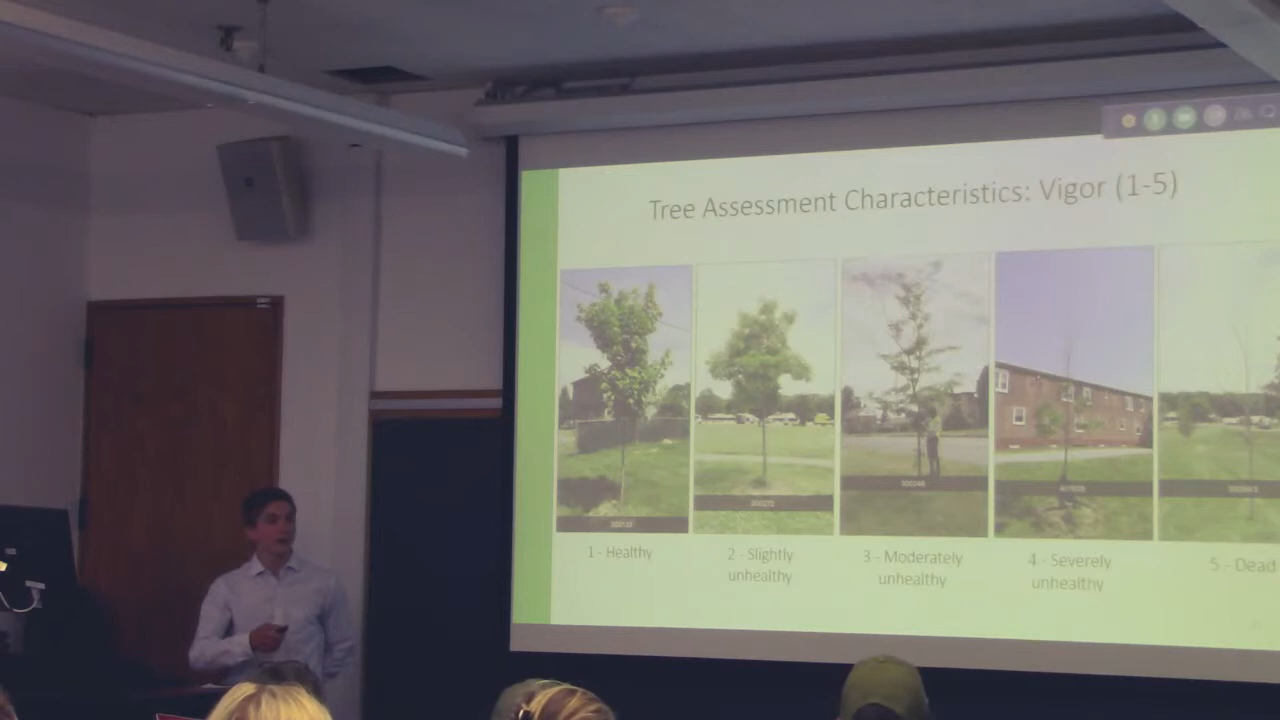 Tree Assessment Characteristics: Vigor (1-5)
1 - Healthy
2 - Slightly
unhealthy
3 - Moderately
unhealthy
4 - Severely
unhealthy
5 - Dead